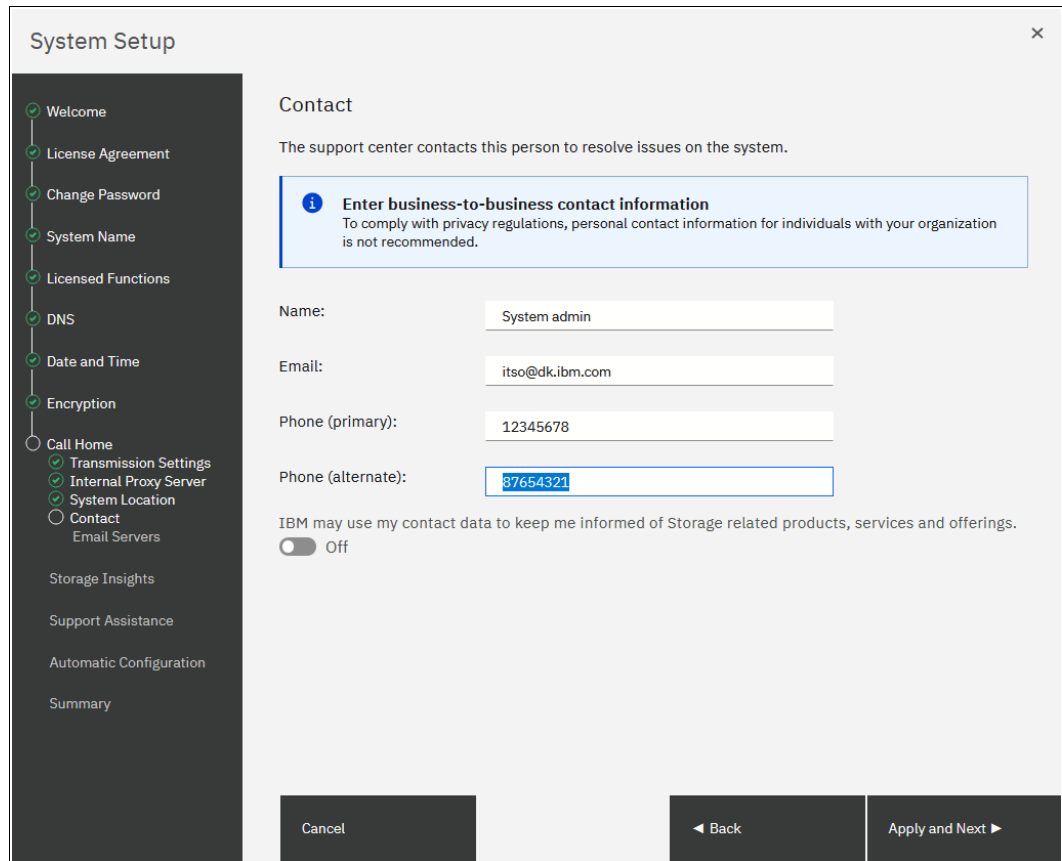 System Setup
Welcome
License Agreement
Change Password
System Name
Licensed Functions
DNS
Date and Time
Encryption
Call Home
Transmission Settings
Internal Proxy Server
System Location
Contact
Email Servers
Storage Insights
Support Assistance
Automatic Configuration
Summary
Contact
The support center contacts this person to resolve issues on the system.
Enter business-to-business contact information
To comply with privacy regulations, personal contact information for individuals with your organization
is not recommended.
Name:
System admin
Email:
itso@dk.ibm.com
Phone (primary):
12345678
Phone (alternate):
87654321
IBM may use my contact data to keep me informed of Storage related products, services and offerings.
Off
Cancel
Back
Apply and Next